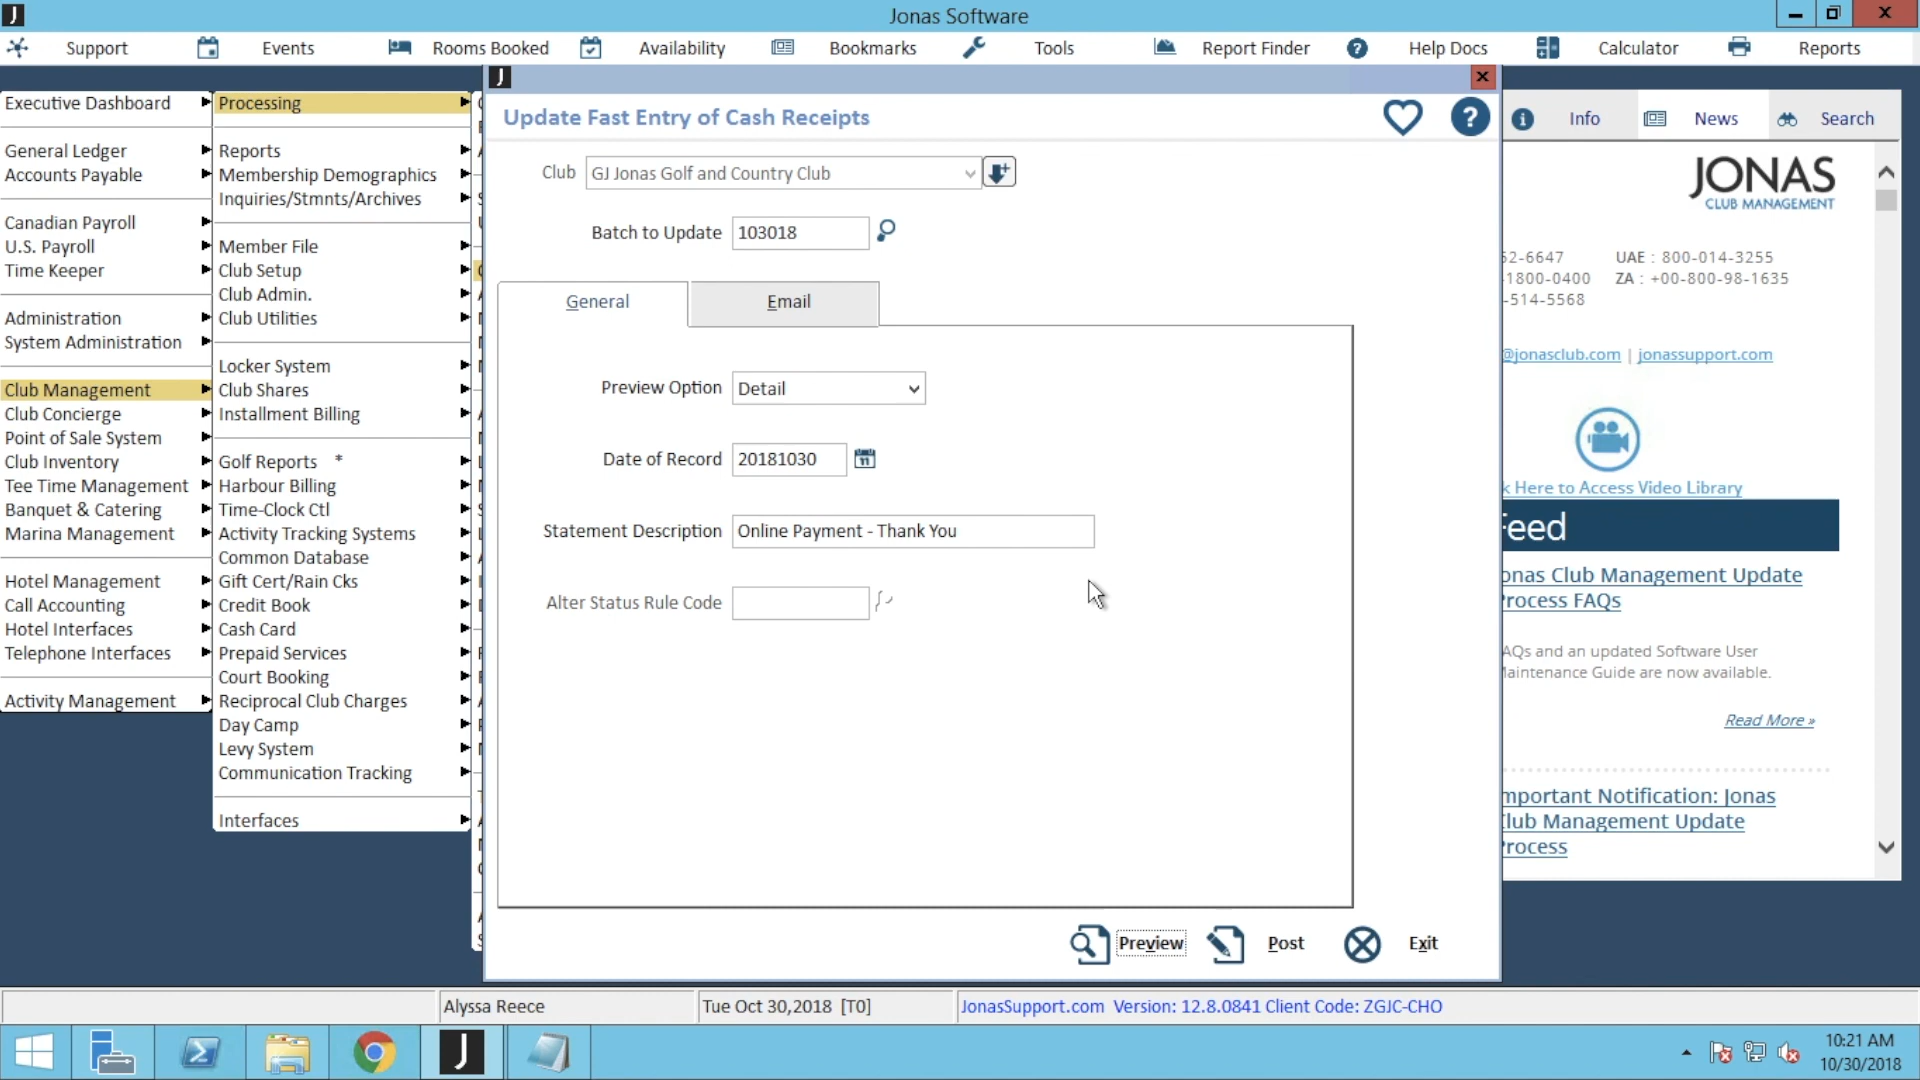 Jonas Software
Support
Events
Rooms Booked
Availability
Bookmarks
Tools
Report Finder
Help Docs
Calculator
Reports
Executive Dashboard
General Ledger
Accounts Payable
Canadian Payroll
U.S. Payroll
Time Keeper
Administration
System Administration
Club Management
Club Concierge
Point of Sale System
Club Inventory
Tee Time Management
Banquet & Catering
Marina Management
Hotel Management
Call Accounting
Hotel Interfaces
Telephone Interfaces
Activity Management
Processing
Reports
Membership Demographics
Inquiries/Stmnts/Archives
Member File
Club Setup
Club Admin.
Club Utilities
Locker System
Club Shares
Installment Billing
Golf Reports *
Harbour Billing
Time-Clock Ctl
Activity Tracking Systems
Common Database
Gift Cert/Rain Cks
Credit Book
Cash Card
Prepaid Services
Court Booking
Reciprocal Club Charges
Day Camp
Levy System
Communication Tracking
Interfaces
Update Fast Entry of Cash Receipts
Club GJ Jonas Golf and Country Club
Batch to Update 103018
General
Email
Preview Option Detail
Date of Record 20181030
Statement Description Online Payment - Thank You
Alter Status Rule Code
Preview
Post
Exit
Info
News
Search
JONAS
CLUB MANAGEMENT
52-6647 UAE : 800-014-3255
1800-0400 ZA : +00-800-98-1635
-514-5568
@jonasclub.com | jonassupport.com
k Here to Access Video Library
Feed
onas Club Management Update
Process FAQs
AQs and an updated Software User
Maintenance Guide are now available.
Read More »
mportant Notification: Jonas
Club Management Update
Process
Alyssa Reece
Tue Oct 30,2018 [T0]
JonasSupport.com Version: 12.8.0841 Client Code: ZGJC-CHO
10:21 AM
10/30/2018